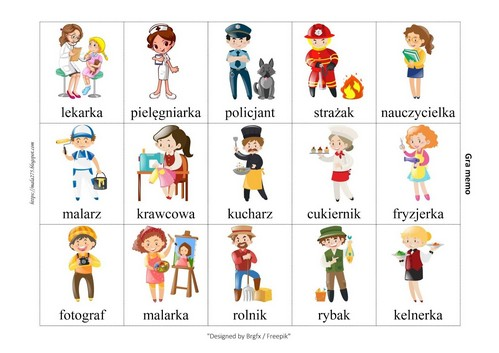 lekarka
pielęgniarka
policjant
strażak
nauczycielka
malarz
krawcowa
kucharz
cukiernik
fryzjerka
fotograf
malarka
rolnik
rybak
kelnerka
Gra memo
"Designed by Brgfx / Freepik"